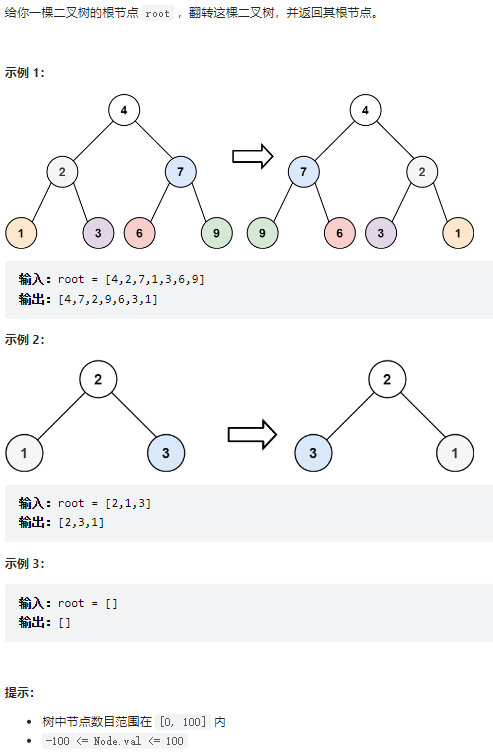 给你一棵二叉树的根节点 root ，翻转这棵二叉树，并返回其根节点。
示例 1：
4 4
2 7 7 2
1 3 6 9 9 6 3 1
输入：root = [4,2,7,1,3,6,9]
输出：[4,7,2,9,6,3,1]
示例 2：
2 2
1 3 3 1
输入：root = [2,1,3]
输出：[2,3,1]
示例 3：
输入：root = []
输出：[]
提示：
树中节点数目范围在 [0, 100] 内
-100 <= Node.val <= 100